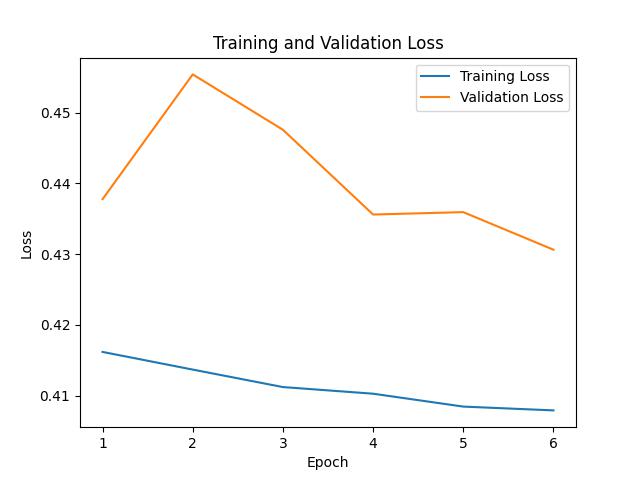 Training and Validation Loss
Training Loss
Validation Loss
0.45
0.44
0.43
0.42
0.41
Loss
1 2 3 4 5 6
Epoch